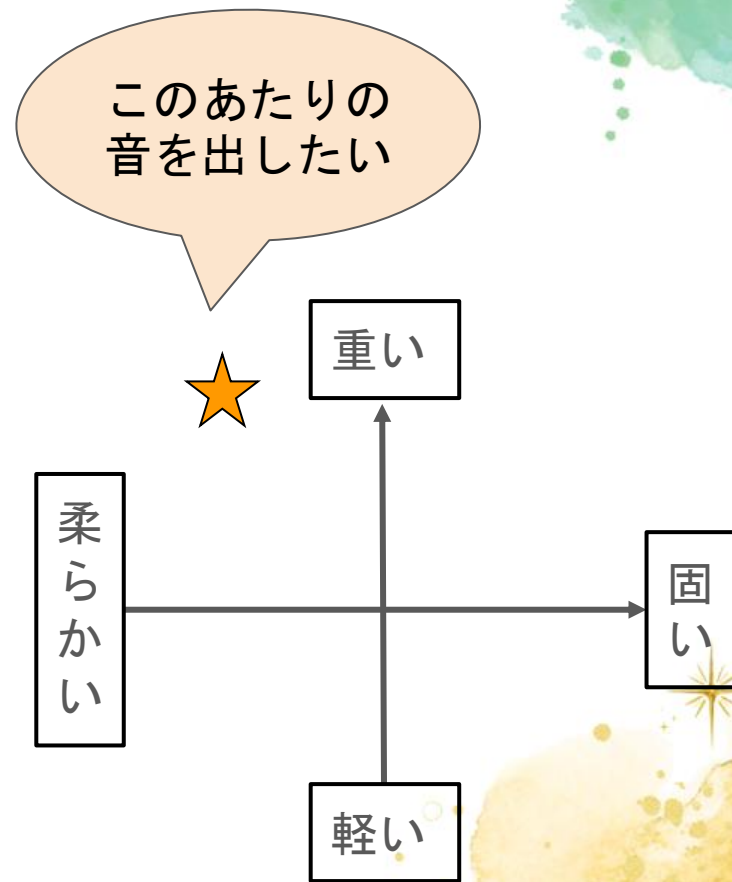 このあたりの
音を出したい
重い
柔らかい
固い
軽い